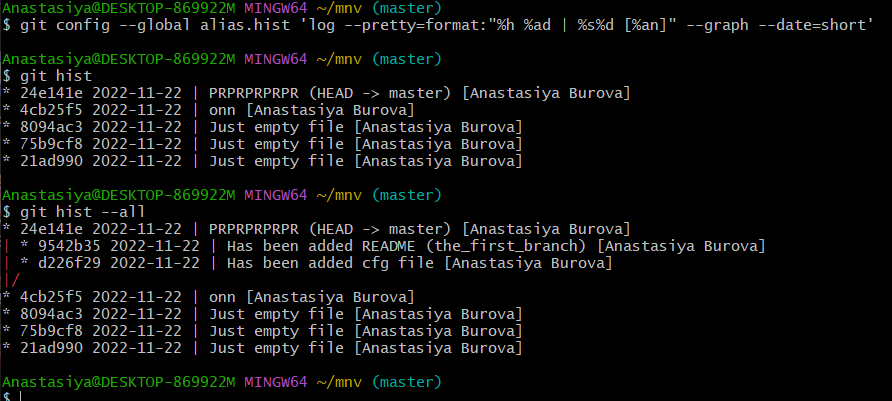 Anastasiya@DESKTOP-869922M MINGW64 ~/mnv (master)
$ git config --global alias.hist 'log --pretty=format:"%h %ad | %s%d [%an]" --graph --date=short'
Anastasiya@DESKTOP-869922M MINGW64 ~/mnv (master)
$ git hist
* 24e141e 2022-11-22 | PRPRPRPRPR (HEAD -> master) [Anastasiya Burova]
* 4cb25f5 2022-11-22 | onn [Anastasiya Burova]
* 8094ac3 2022-11-22 | Just empty file [Anastasiya Burova]
* 75b9cf8 2022-11-22 | Just empty file [Anastasiya Burova]
* 21ad990 2022-11-22 | Just empty file [Anastasiya Burova]
Anastasiya@DESKTOP-869922M MINGW64 ~/mnv (master)
$ git hist --all
* 24e141e 2022-11-22 | PRPRPRPRPR (HEAD -> master) [Anastasiya Burova]
| * 9542b35 2022-11-22 | Has been added README (the_first_branch) [Anastasiya Burova]
| * d226f29 2022-11-22 | Has been added cfg file [Anastasiya Burova]
|/
* 4cb25f5 2022-11-22 | onn [Anastasiya Burova]
* 8094ac3 2022-11-22 | Just empty file [Anastasiya Burova]
* 75b9cf8 2022-11-22 | Just empty file [Anastasiya Burova]
* 21ad990 2022-11-22 | Just empty file [Anastasiya Burova]
Anastasiya@DESKTOP-869922M MINGW64 ~/mnv (master)
$